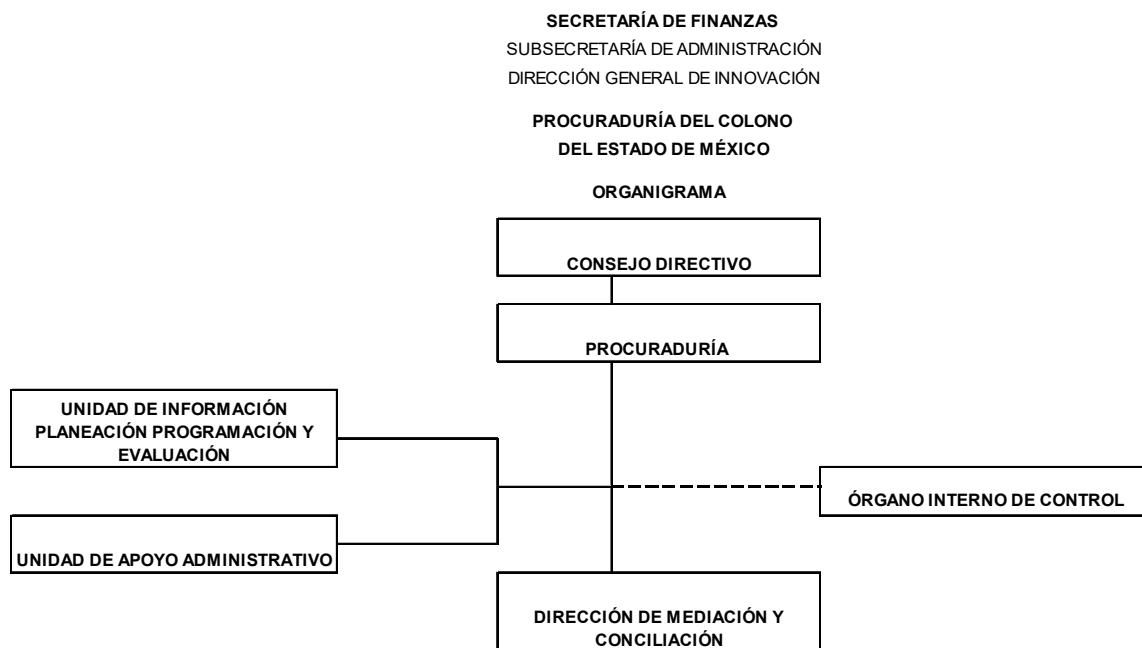 SECRETARÍA DE FINANZAS
SUBSECRETARÍA DE ADMINISTRACIÓN
DIRECCIÓN GENERAL DE INNOVACIÓN
PROCURADURÍA DEL COLONO
DEL ESTADO DE MÉXICO
ORGANIGRAMA
CONSEJO DIRECTIVO
PROCURADURÍA
UNIDAD DE INFORMACIÓN
PLANEACIÓN PROGRAMACIÓN Y
EVALUACIÓN
ÓRGANO INTERNO DE CONTROL
UNIDAD DE APOYO ADMINISTRATIVO
DIRECCIÓN DE MEDIACIÓN Y
CONCILIACIÓN